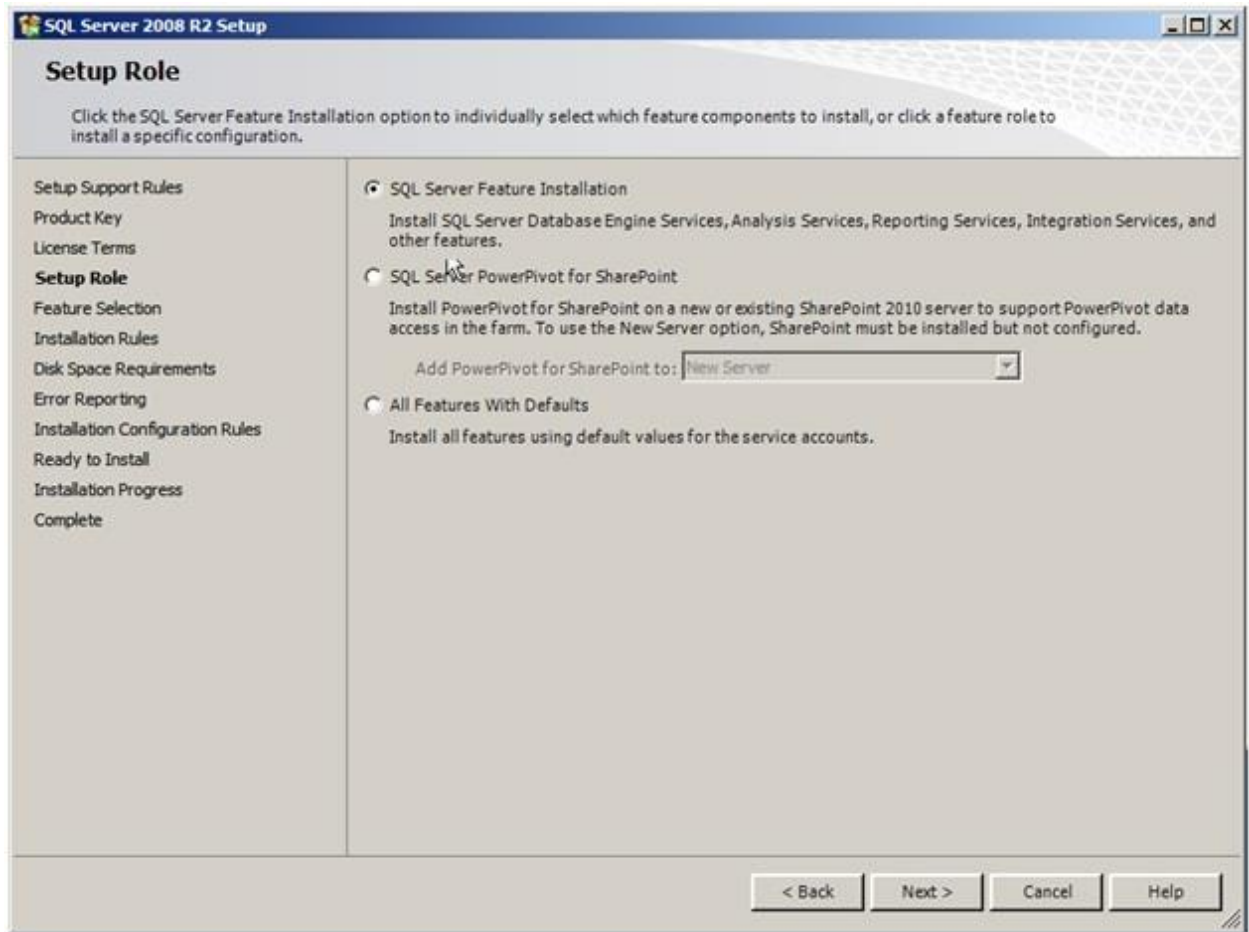 SQL Server 2008 R2 Setup
Setup Role
Click the SQL Server Feature Installation option to individually select which feature components to install, or click a feature role to
install a specific configuration.
Setup Support Rules
Product Key
License Terms
Setup Role
Feature Selection
Installation Rules
Disk Space Requirements
Error Reporting
Installation Configuration Rules
Ready to Install
Installation Progress
Complete
SQL Server Feature Installation
Install SQL Server Database Engine Services, Analysis Services, Reporting Services, Integration Services, and
other features.
SQL Server PowerPivot for SharePoint
Install PowerPivot for SharePoint on a new or existing SharePoint 2010 server to support PowerPivot data
access in the farm. To use the New Server option, SharePoint must be installed but not configured.
Add PowerPivot for SharePoint to: New Server
All Features With Defaults
Install all features using default values for the service accounts.
< Back Next > Cancel Help